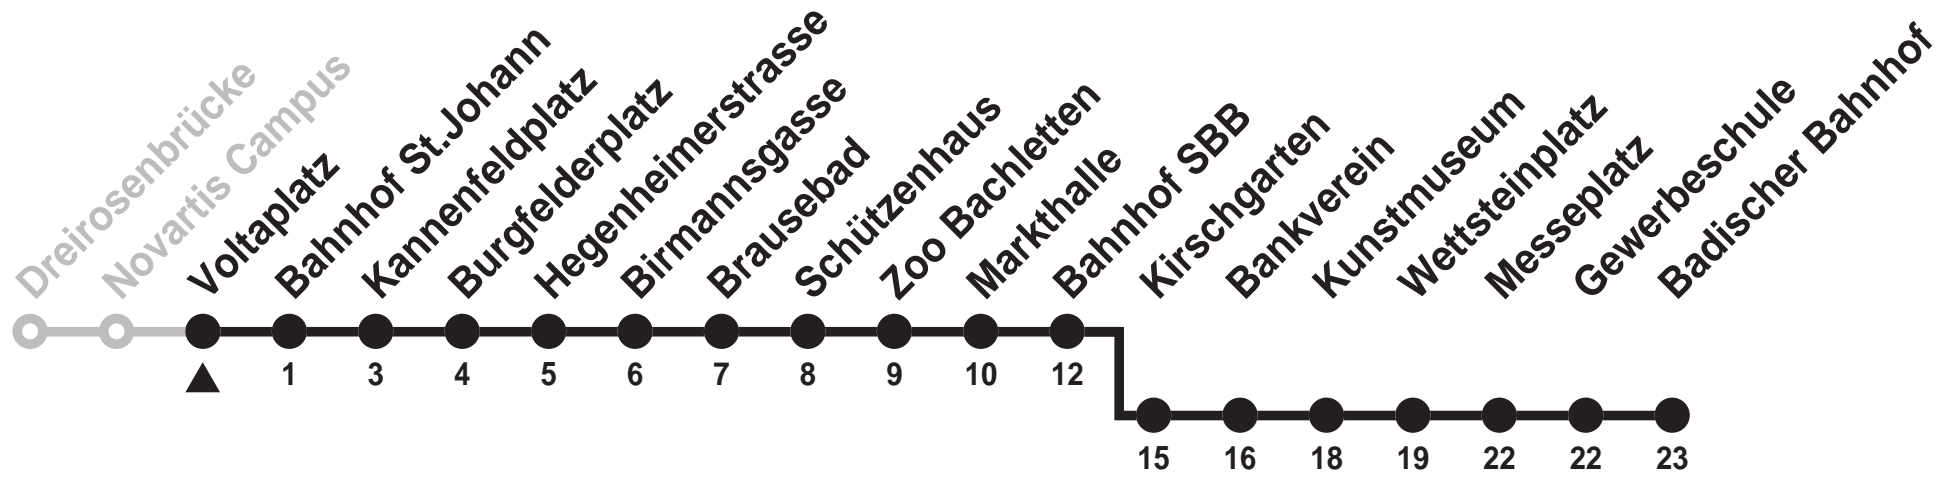 Dreirosenbrücke
Novartis Campus
Voltaplatz
Bahnhof St.Johann
Kannenfeldplatz
Burgfelderplatz
Hegenheimerstrasse
Birmannsgasse
Brausebad
Schützenhaus
Zoo Bachletten
Markthalle
Bahnhof SBB
Kirschgarten
Bankverein
Kunstmuseum
Wettsteinplatz
Messeplatz
Gewerbeschule
Badischer Bahnhof
1 3 4 5 6 7 8 9 10 12
15 16 18 19 22 22 23